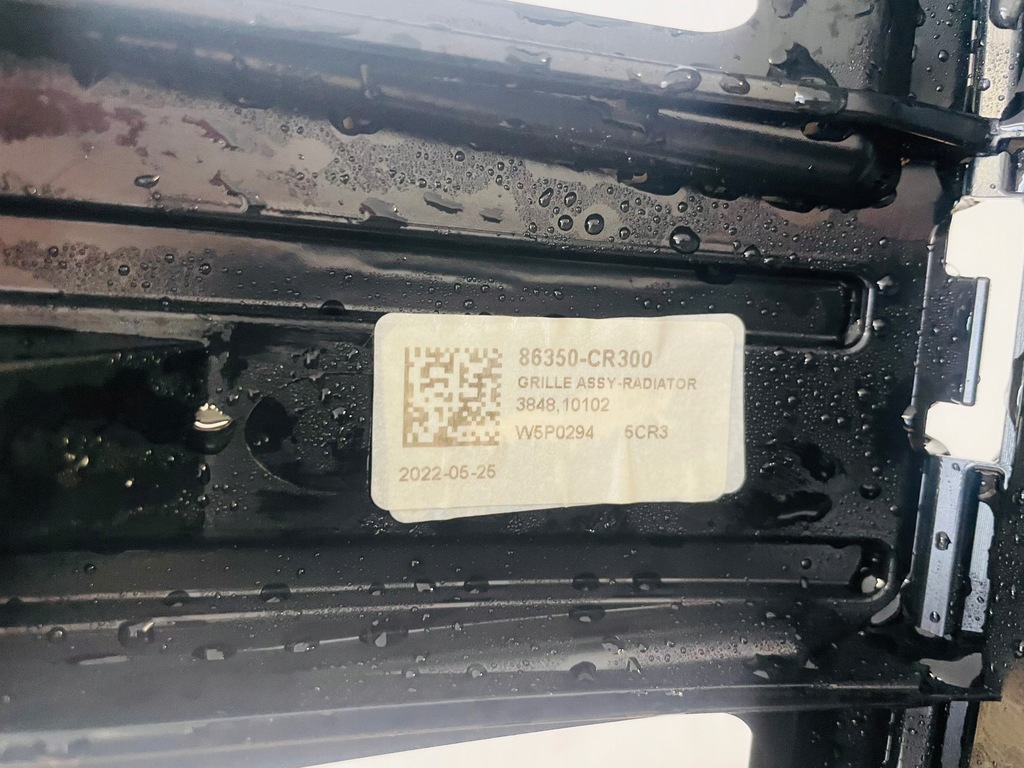 86350-CR300
GRILLE ASSY-RADIATOR
3848,10102
W5P0294 5CR3
2022-05-25